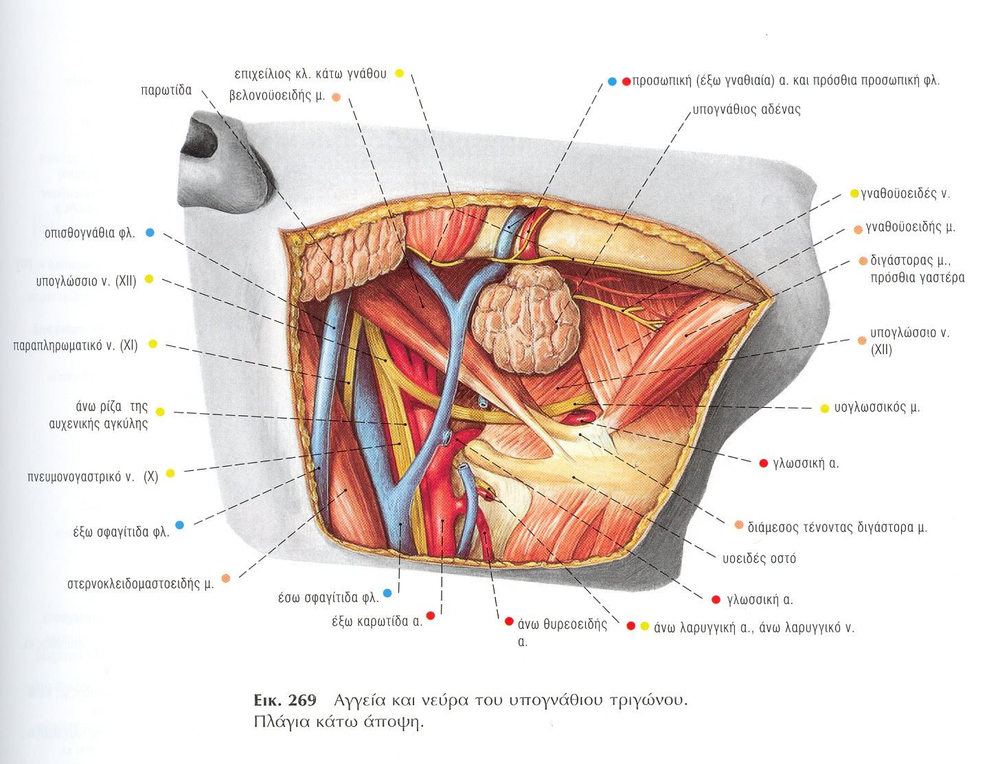 επιχείλιος κλ. κάτω γνάθου
παρωτίδα
βελονοϋοειδής μ.
προσωπική (έξω γναθιαία) α. και πρόσθια προσωπική φλ.
υπογνάθιος αδένας
γναθοϋοειδές ν.
γναθοϋοειδής μ.
διγάστορας μ.,
πρόσθια γαστέρα
υπογλώσσιο ν.
(XII)
υογλωσσικός μ.
γλωσσική α.
διάμεσος τένοντας διγάστορα μ.
υοειδές οστό
γλωσσική α.
άνω λαρυγγική α., άνω λαρυγγικό ν.
οπισθογνάθια φλ.
υπογλώσσιο ν. (XII)
παραπληρωματικό ν. (XI)
άνω ρίζα της
αυχενικής αγκύλης
πνευμονογαστρικό ν. (X)
έξω σφαγίτιδα φλ.
στερνοκλειδομαστοειδής μ.
έσω σφαγίτιδα φλ.
έξω καρωτίδα α.
άνω θυρεοειδής
α.
Εικ. 269 Αγγεία και νεύρα του υπογνάθιου τριγώνου.
Πλάγια κάτω άποψη.